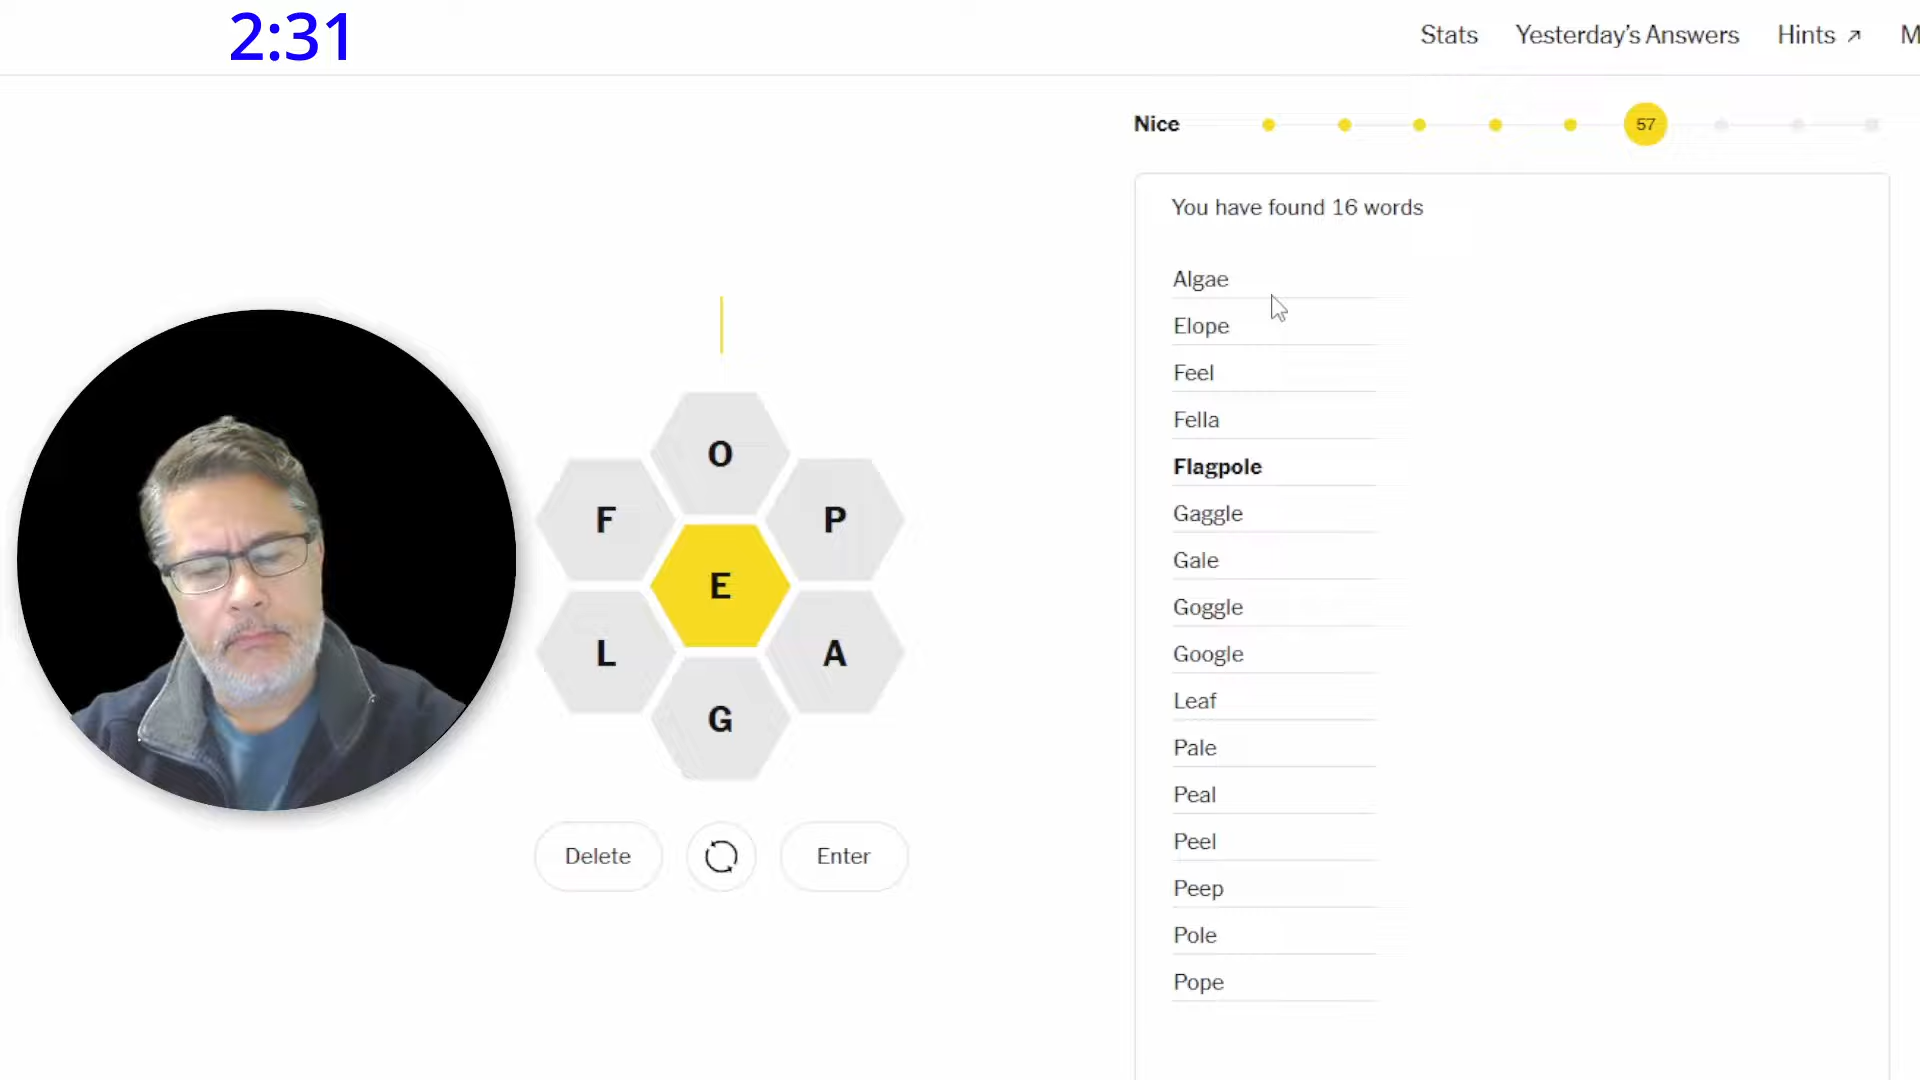 2:31
Stats Yesterday's Answers Hints ↗ M
Nice 57
You have found 16 words
Algae
Elope
Feel
Fella
Flagpole
Gaggle
Gale
Goggle
Google
Leaf
Pale
Peal
Peel
Peep
Pole
Pope
O
F P
E
L A
G
Delete Enter